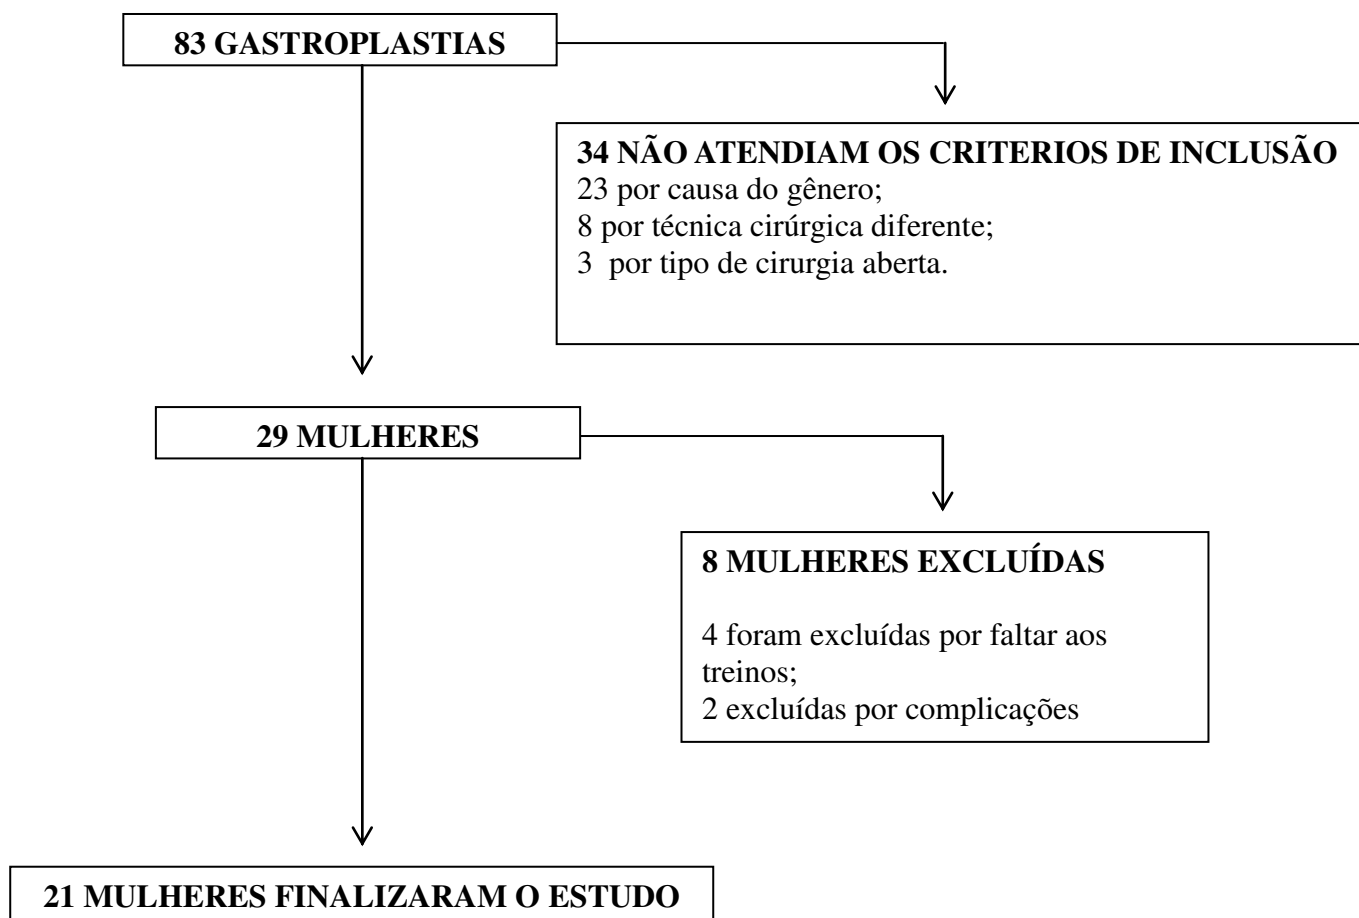 83 GASTROPLASTIAS
34 NÃO ATENDIAM OS CRITERIOS DE INCLUSÃO
23 por causa do gênero;
8 por técnica cirúrgica diferente;
3 por tipo de cirurgia aberta.
29 MULHERES
8 MULHERES EXCLUÍDAS
4 foram excluídas por faltar aos
treinos;
2 excluídas por complicações
21 MULHERES FINALIZARAM O ESTUDO